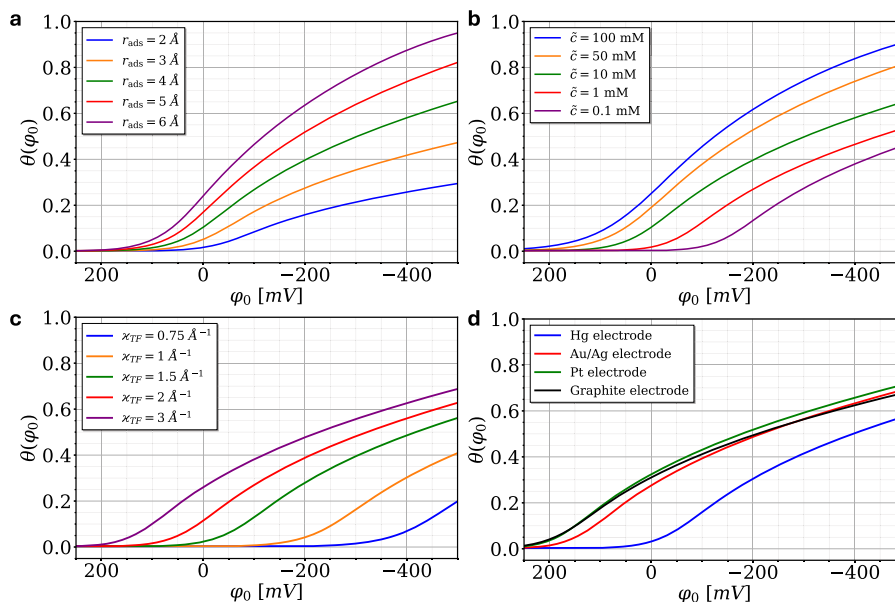 a
1.0
0.8
0.6
0.4
0.2
0.0
θ(φ₀)
r_ads = 2 Å
r_ads = 3 Å
r_ads = 4 Å
r_ads = 5 Å
r_ads = 6 Å
200 0 −200 −400
φ₀ [mV]
b
1.0
0.8
0.6
0.4
0.2
0.0
θ(φ₀)
c̃ = 100 mM
c̃ = 50 mM
c̃ = 10 mM
c̃ = 1 mM
c̃ = 0.1 mM
200 0 −200 −400
φ₀ [mV]
c
1.0
0.8
0.6
0.4
0.2
0.0
θ(φ₀)
ϰ_TF = 0.75 Å⁻¹
ϰ_TF = 1 Å⁻¹
ϰ_TF = 1.5 Å⁻¹
ϰ_TF = 2 Å⁻¹
ϰ_TF = 3 Å⁻¹
200 0 −200 −400
φ₀ [mV]
d
1.0
0.8
0.6
0.4
0.2
0.0
θ(φ₀)
Hg electrode
Au/Ag electrode
Pt electrode
Graphite electrode
200 0 −200 −400
φ₀ [mV]